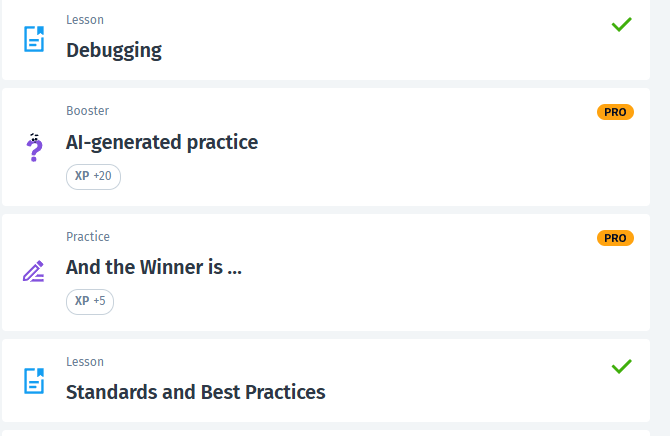 Lesson
Debugging
Booster
PRO
AI-generated practice
XP +20
Practice
PRO
And the Winner is ...
XP +5
Lesson
Standards and Best Practices